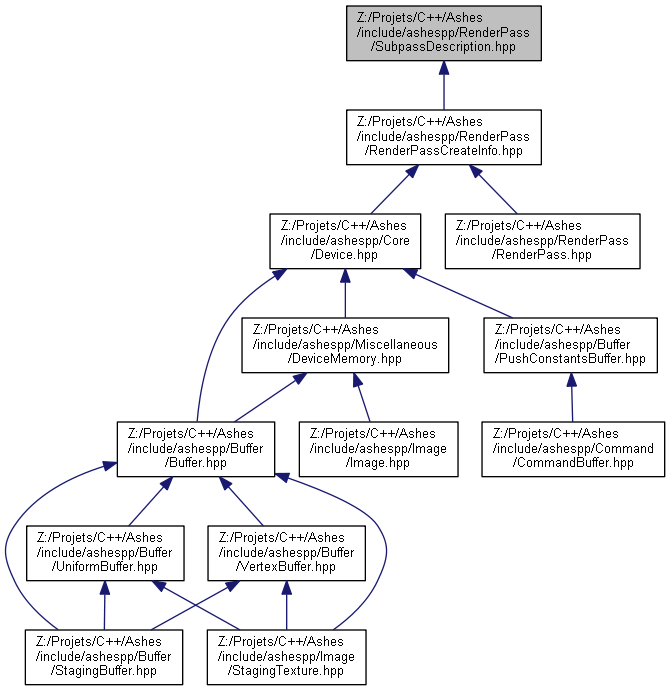 Z:/Projets/C++/Ashes
/include/ashespp/RenderPass
/SubpassDescription.hpp
Z:/Projets/C++/Ashes
/include/ashespp/RenderPass
/RenderPassCreateInfo.hpp
Z:/Projets/C++/Ashes
/include/ashespp/Core
/Device.hpp
Z:/Projets/C++/Ashes
/include/ashespp/RenderPass
/RenderPass.hpp
Z:/Projets/C++/Ashes
/include/ashespp/Miscellaneous
/DeviceMemory.hpp
Z:/Projets/C++/Ashes
/include/ashespp/Buffer
/PushConstantsBuffer.hpp
Z:/Projets/C++/Ashes
/include/ashespp/Buffer
/Buffer.hpp
Z:/Projets/C++/Ashes
/include/ashespp/Image
/Image.hpp
Z:/Projets/C++/Ashes
/include/ashespp/Command
/CommandBuffer.hpp
Z:/Projets/C++/Ashes
/include/ashespp/Buffer
/UniformBuffer.hpp
Z:/Projets/C++/Ashes
/include/ashespp/Buffer
/VertexBuffer.hpp
Z:/Projets/C++/Ashes
/include/ashespp/Buffer
/StagingBuffer.hpp
Z:/Projets/C++/Ashes
/include/ashespp/Image
/StagingTexture.hpp